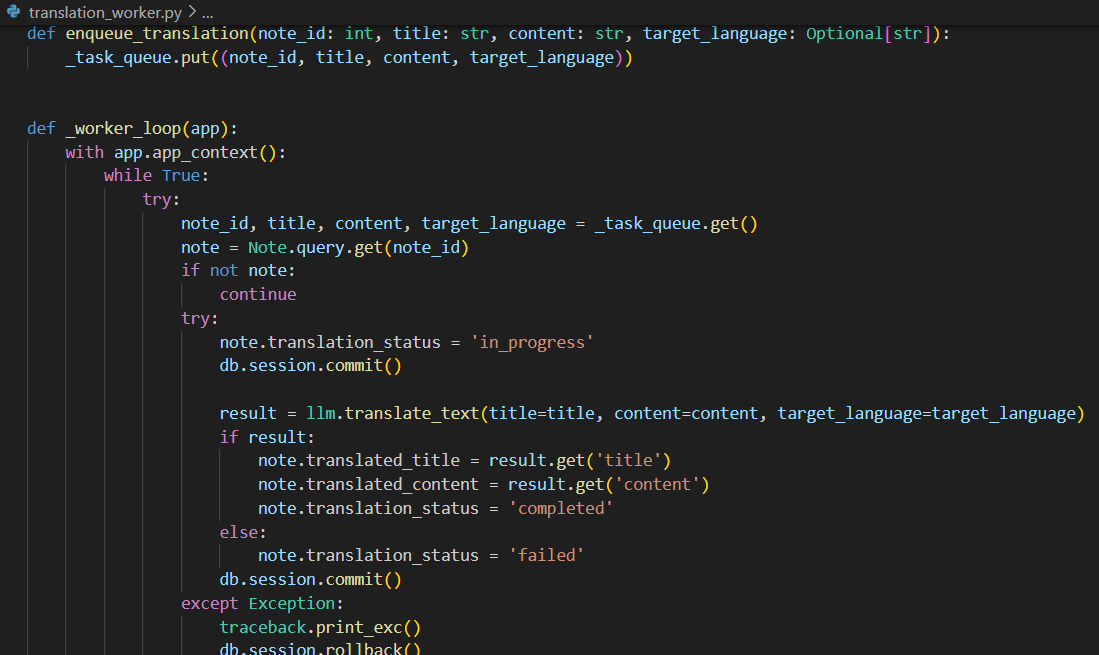 translation_worker.py > ...
def enqueue_translation(note_id: int, title: str, content: str, target_language: Optional[str]):
    _task_queue.put((note_id, title, content, target_language))
def _worker_loop(app):
    with app.app_context():
        while True:
            try:
                note_id, title, content, target_language = _task_queue.get()
                note = Note.query.get(note_id)
                if not note:
                    continue
                try:
                    note.translation_status = 'in_progress'
                    db.session.commit()
                    result = llm.translate_text(title=title, content=content, target_language=target_language)
                    if result:
                        note.translated_title = result.get('title')
                        note.translated_content = result.get('content')
                        note.translation_status = 'completed'
                    else:
                        note.translation_status = 'failed'
                    db.session.commit()
                except Exception:
                    traceback.print_exc()
                    db.session.rollback()